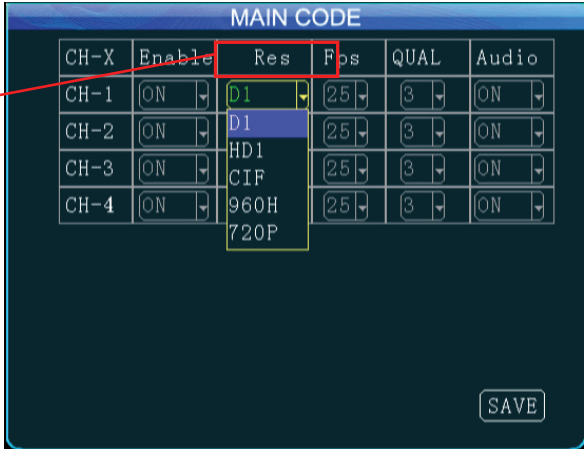 MAIN CODE
CH-X Enable Res Fps QUAL Audio
CH-1 ON D1 25 3 ON
CH-2 ON D1 25 3 ON
CH-3 ON HD1 25 3 ON
CIF
CH-4 ON 960H 25 3 ON
720P
SAVE